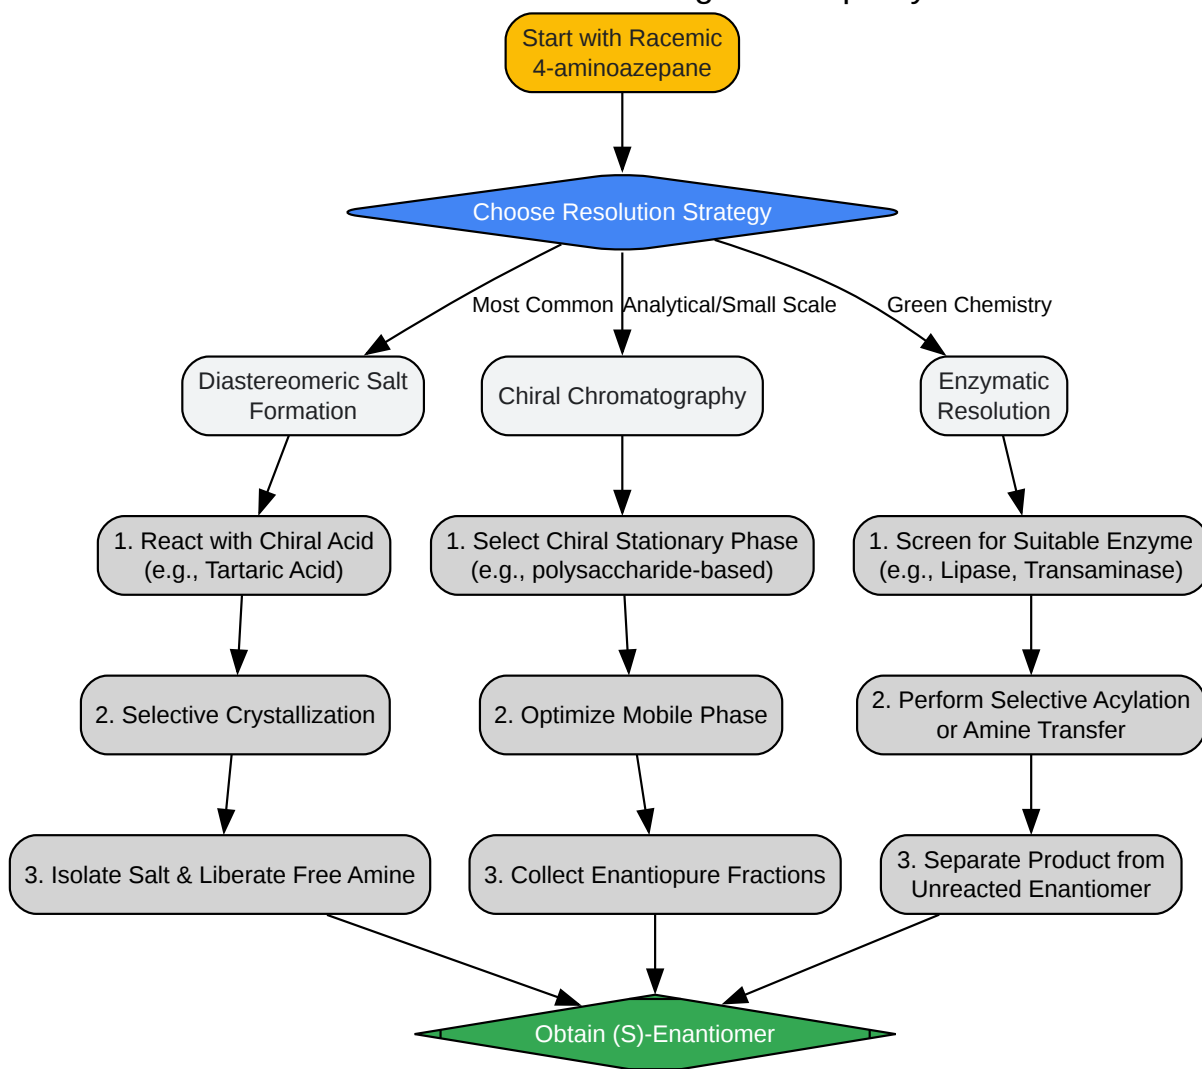 Start with Racemic
4-aminoazepane
Choose Resolution Strategy
Most Common
Analytical/Small Scale
Green Chemistry
Diastereomeric Salt
Formation
Chiral Chromatography
Enzymatic
Resolution
1. React with Chiral Acid
(e.g., Tartaric Acid)
1. Select Chiral Stationary Phase
(e.g., polysaccharide-based)
1. Screen for Suitable Enzyme
(e.g., Lipase, Transaminase)
2. Selective Crystallization
2. Optimize Mobile Phase
2. Perform Selective Acylation
or Amine Transfer
3. Isolate Salt & Liberate Free Amine
3. Collect Enantiopure Fractions
3. Separate Product from
Unreacted Enantiomer
Obtain (S)-Enantiomer